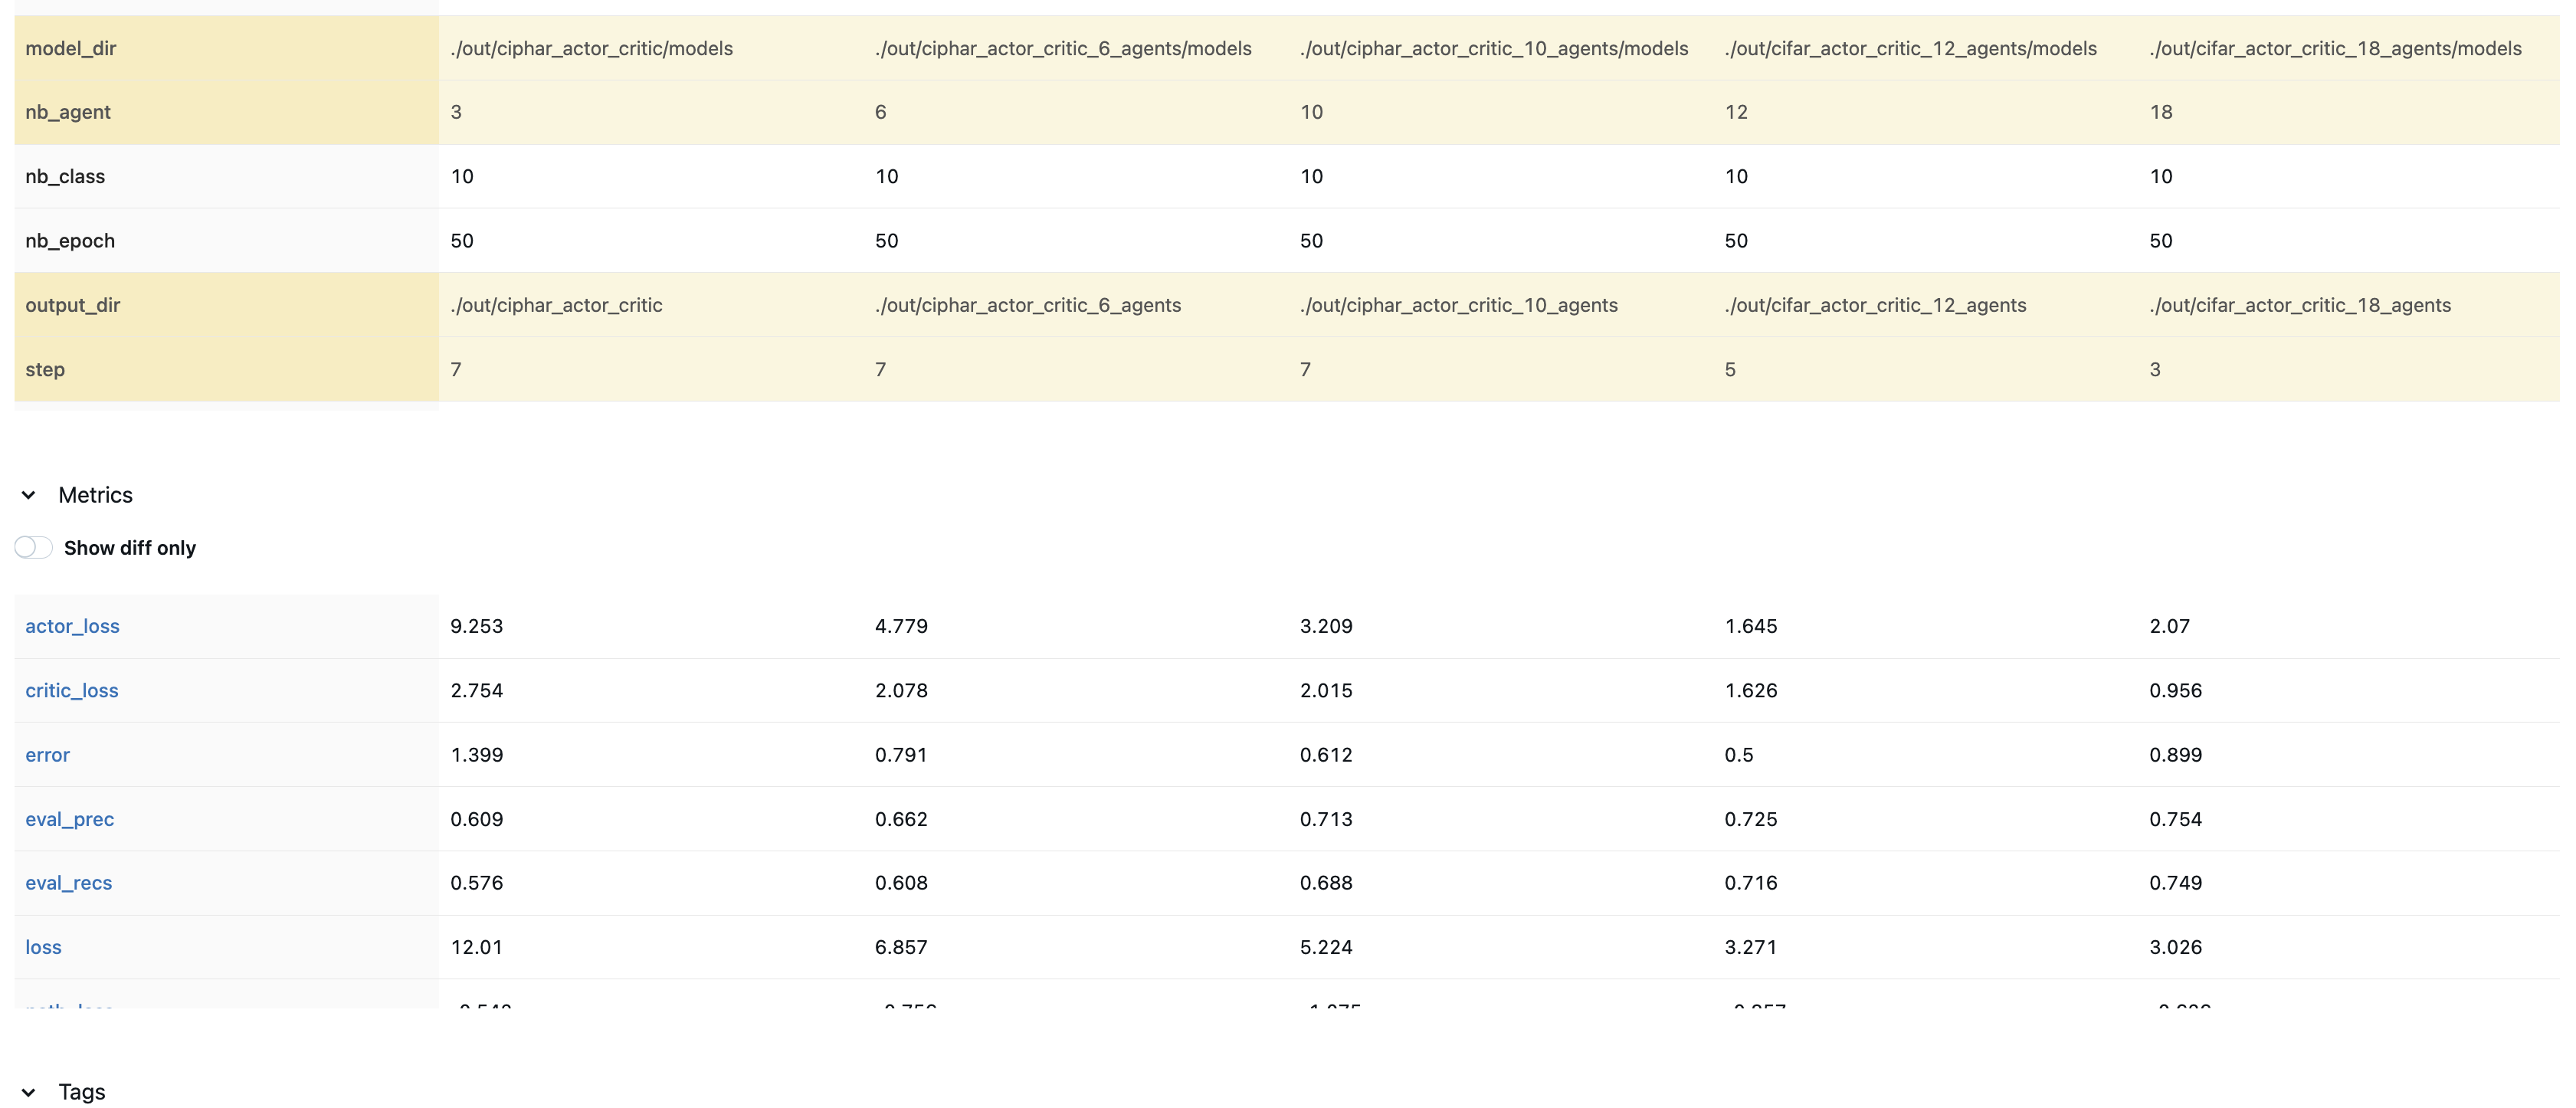 model_dir ./out/ciphar_actor_critic/models ./out/ciphar_actor_critic_6_agents/models ./out/ciphar_actor_critic_10_agents/models ./out/cifar_actor_critic_12_agents/models ./out/cifar_actor_critic_18_agents/models
nb_agent 3 6 10 12 18
nb_class 10 10 10 10 10
nb_epoch 50 50 50 50 50
output_dir ./out/ciphar_actor_critic ./out/ciphar_actor_critic_6_agents ./out/ciphar_actor_critic_10_agents ./out/cifar_actor_critic_12_agents ./out/cifar_actor_critic_18_agents
step 7 7 7 5 3
Metrics
Show diff only
actor_loss 9.253 4.779 3.209 1.645 2.07
critic_loss 2.754 2.078 2.015 1.626 0.956
error 1.399 0.791 0.612 0.5 0.899
eval_prec 0.609 0.662 0.713 0.725 0.754
eval_recs 0.576 0.608 0.688 0.716 0.749
loss 12.01 6.857 5.224 3.271 3.026
Tags